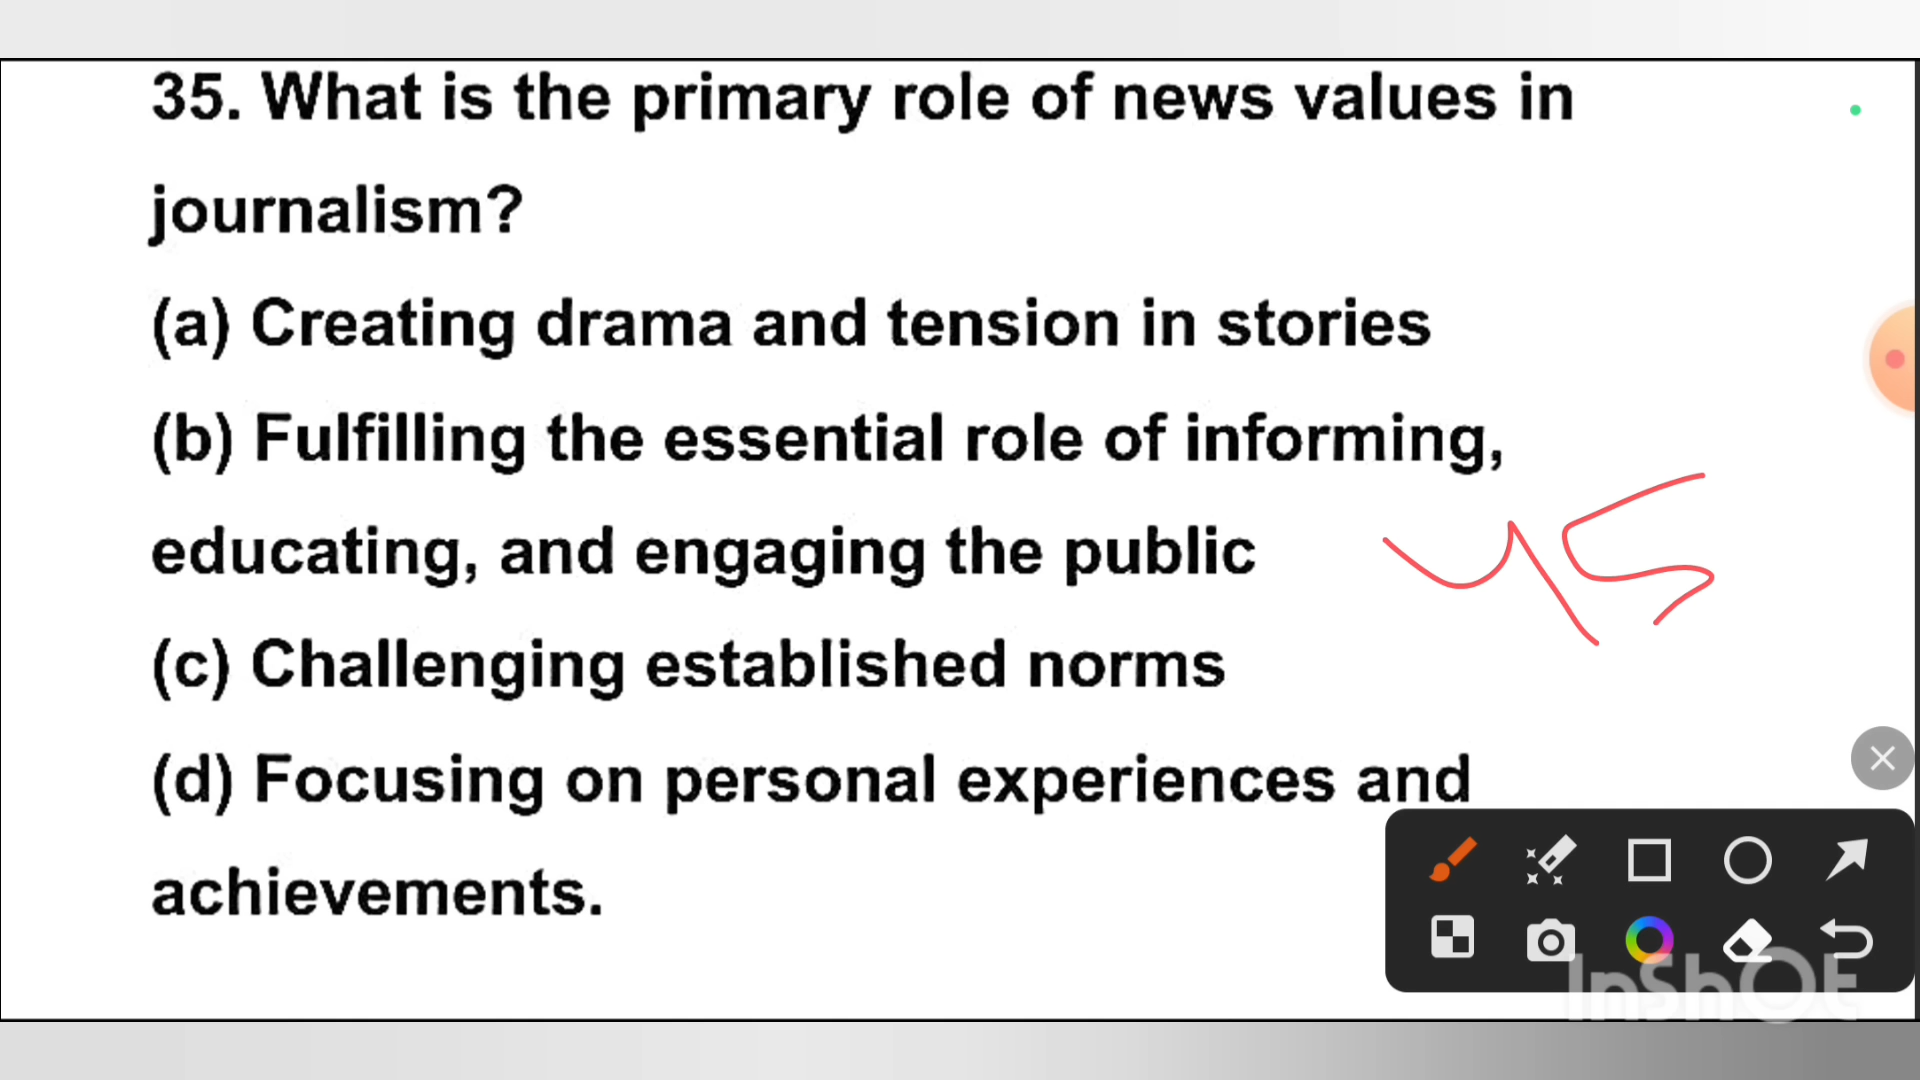 35. What is the primary role of news values in
journalism?
(a) Creating drama and tension in stories
(b) Fulfilling the essential role of informing,
educating, and engaging the public
45
(c) Challenging established norms
(d) Focusing on personal experiences and
achievements.
InShOt